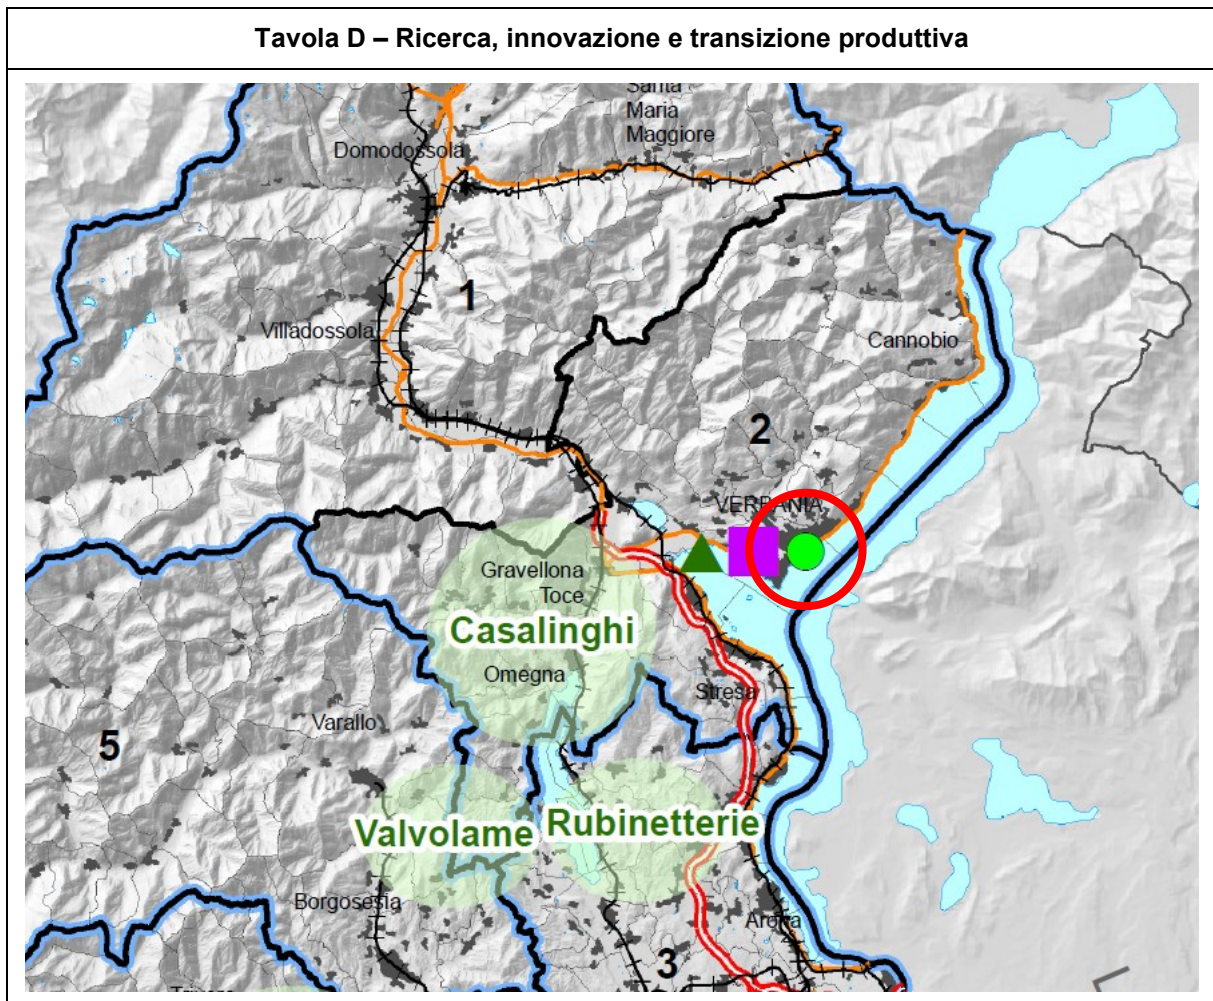 Tavola D – Ricerca, innovazione e transizione produttiva
Santa
Maria
Maggiore
Domodossola
1
Villadossola
Cannobio
2
VERBANIA
Gravellona
Toce
Casalinghi
Omegna
Stresa
Varallo
5
Valvolame
Rubinetterie
Borgosesia
Arona
3